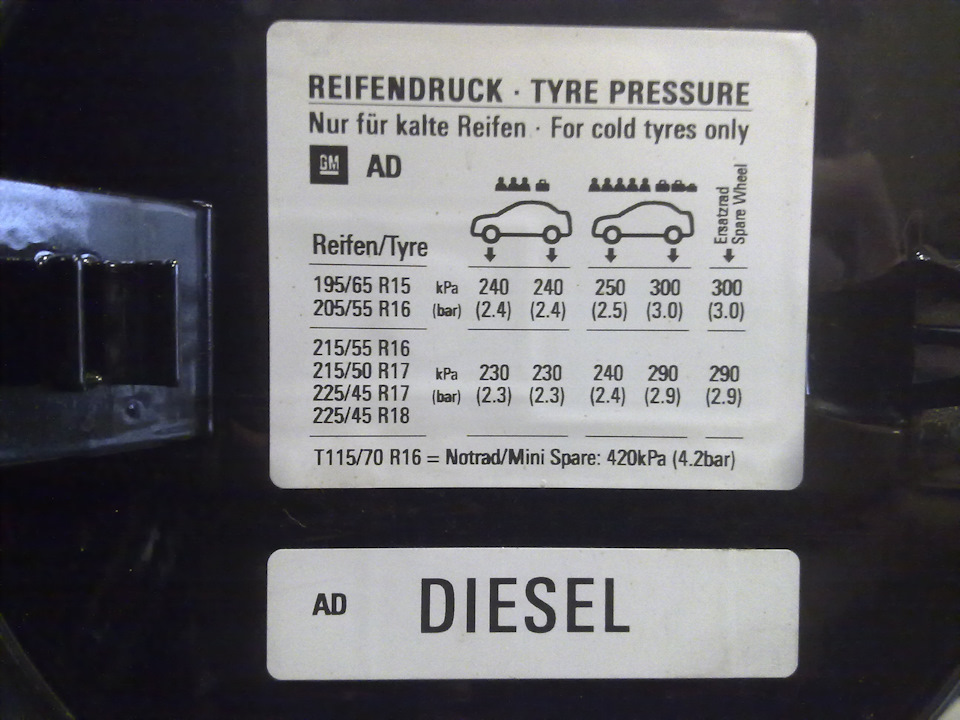 REIFENDRUCK · TYRE PRESSURE
Nur für kalte Reifen · For cold tyres only
GM AD
Ersatzrad
Spare Wheel
Reifen/Tyre
195/65 R15 kPa 240 240 250 300 300
205/55 R16 (bar) (2.4) (2.4) (2.5) (3.0) (3.0)
215/55 R16
215/50 R17 kPa 230 230 240 290 290
225/45 R17 (bar) (2.3) (2.3) (2.4) (2.9) (2.9)
225/45 R18
T115/70 R16 = Notrad/Mini Spare: 420kPa (4.2bar)
AD DIESEL